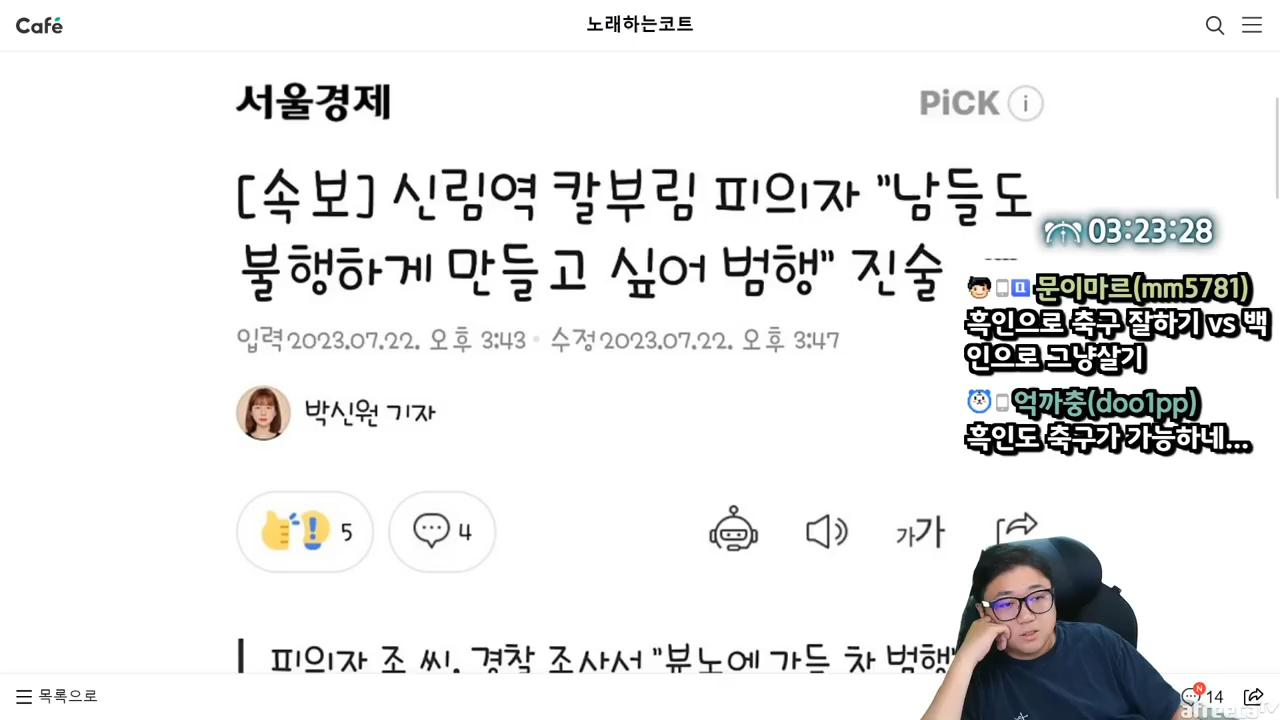 Café
노래하는코트
서울경제
PiCK i
[속보] 신림역 칼부림 피의자 "남들도
불행하게 만들고 싶어 범행" 진술
입력2023.07.22. 오후 3:43 · 수정2023.07.22. 오후 3:47
박신원 기자
5
4
가가
피의자 조 씨, 경찰 조사서 "분노에 가득 차 범행
03:23:28
문이마르(mm5781)
흑인으로 축구 잘하기 vs 백
인으로 그냥살기
억까충(doo1pp)
흑인도 축구가 가능하네...
목록으로
N
14
afreecaTV